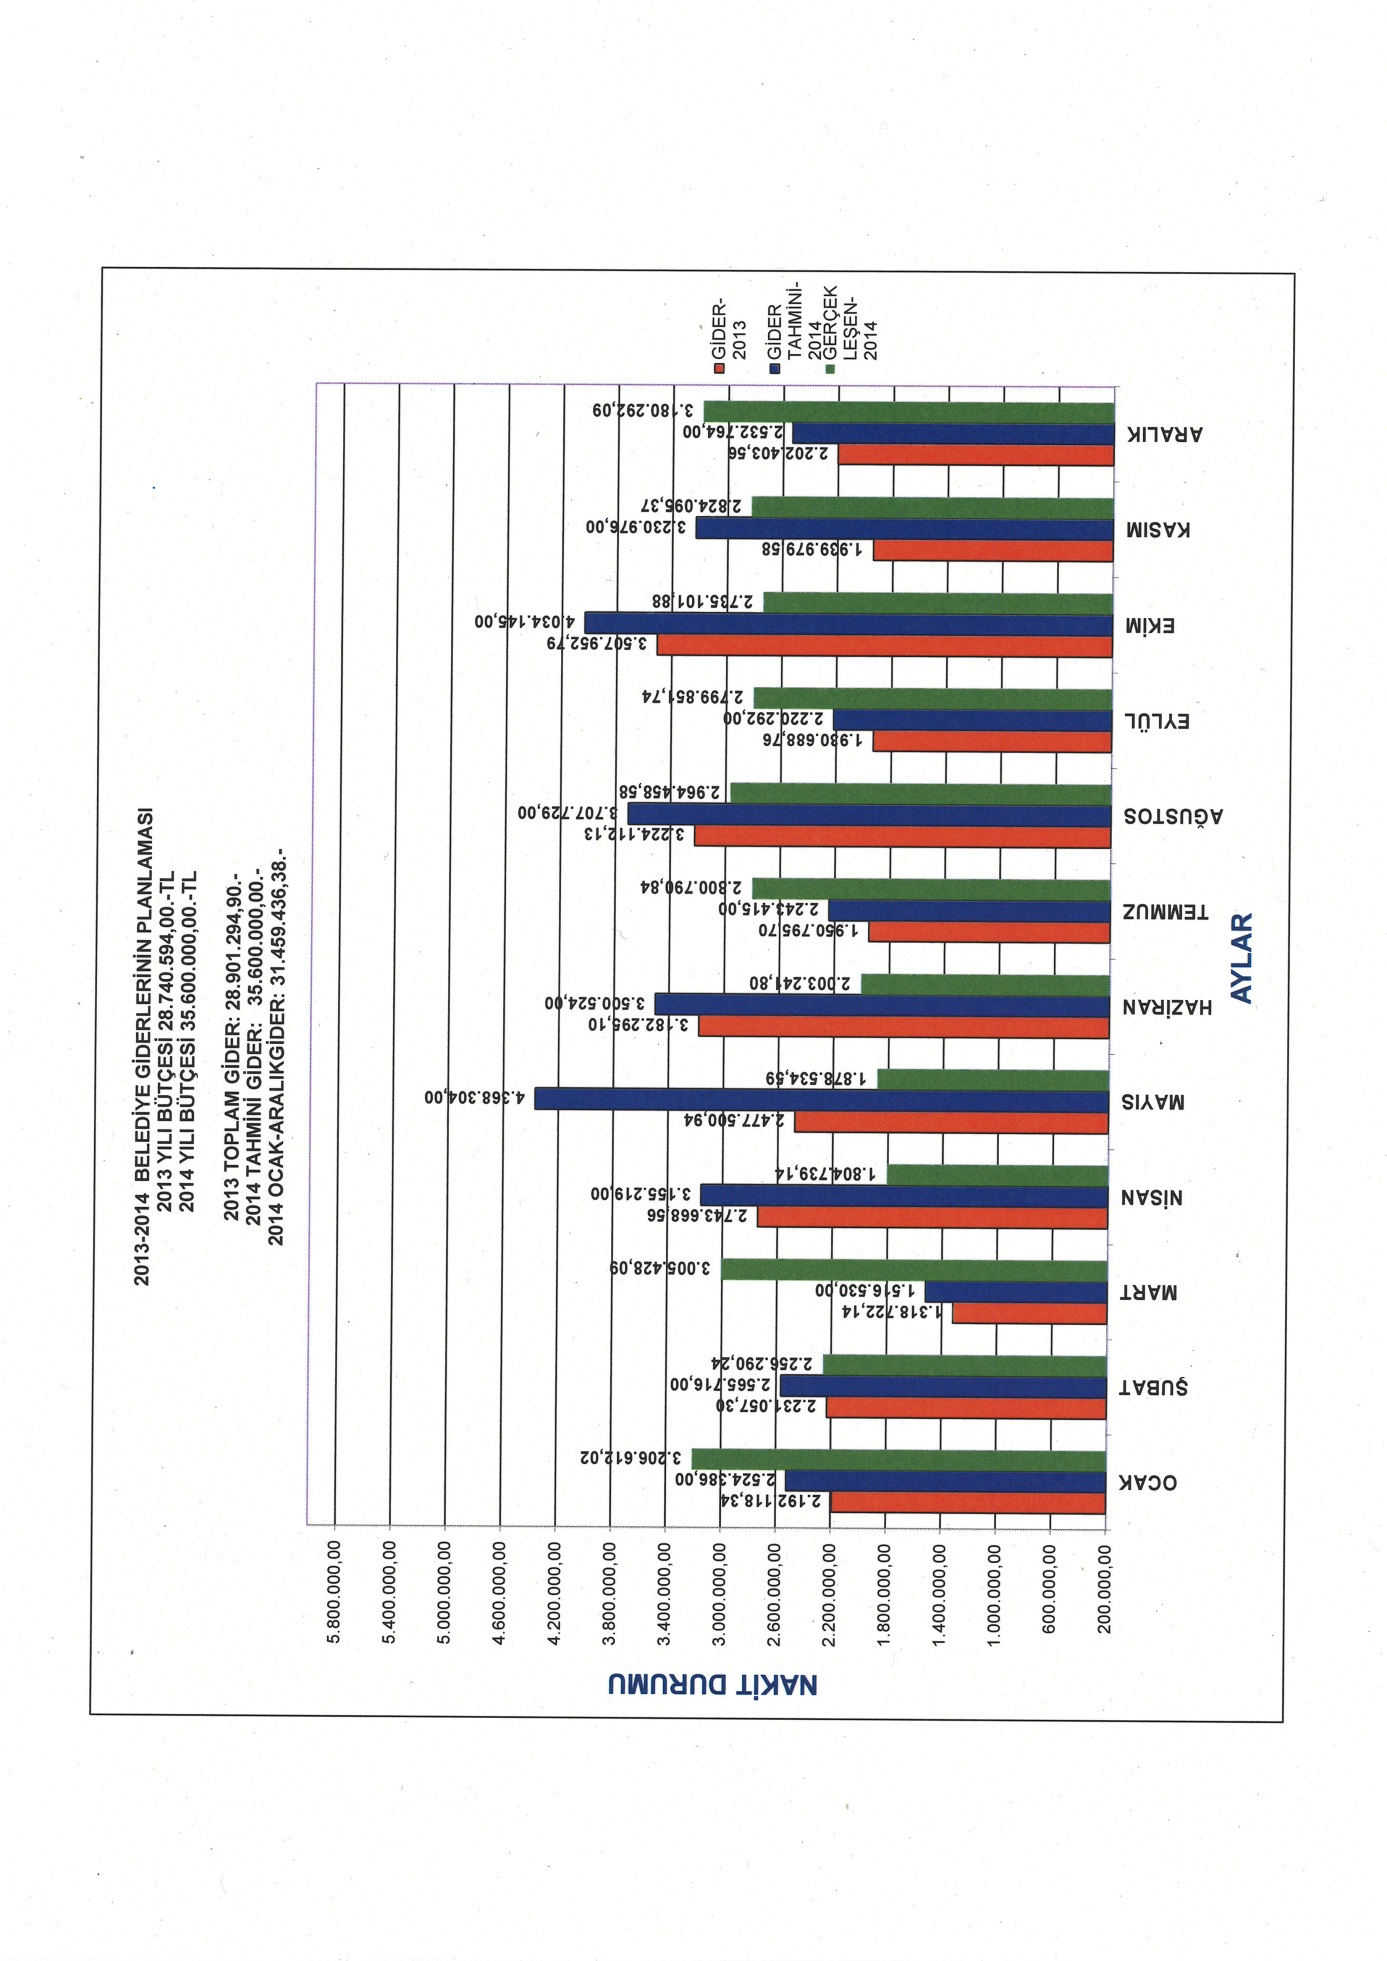 2013-2014 BELEDİYE GİDERLERİNİN PLANLAMASI
2013 YILI BÜTÇESİ 28.740.594,00.-TL
2014 YILI BÜTÇESİ 35.600.000,00.-TL
2013 TOPLAM GİDER: 28.901.294,90.-
2014 TAHMİNİ GİDER: 35.600.000,00.-
2014 OCAK-ARALIKGİDER: 31.459.436,38.-
NAKİT DURUMU
5.800.000,00
5.400.000,00
5.000.000,00
4.600.000,00
4.200.000,00
3.800.000,00
3.400.000,00
3.000.000,00
2.600.000,00
2.200.000,00
1.800.000,00
1.400.000,00
1.000.000,00
600.000,00
200.000,00
2.192.118,34
2.524.386,00
3.206.612,02
2.231.057,30
2.565.716,00
2.256.290,24
1.318.722,14
1.516.530,00
3.005.428,09
2.743.668,56
3.155.219,00
1.804.739,14
2.477.500,94
4.368.304,00
1.878.534,59
3.182.295,10
3.500.524,00
2.003.241,80
1.950.795,70
2.243.415,00
2.800.790,84
3.224.112,13
3.707.729,00
2.964.458,58
1.930.688,76
2.220.292,00
2.799.851,74
3.507.952,79
4.034.145,00
2.735.101,88
1.939.979,58
3.230.976,00
2.824.095,37
2.202.403,56
2.532.764,00
3.180.292,09
OCAK
ŞUBAT
MART
NİSAN
MAYIS
HAZİRAN
TEMMUZ
AĞUSTOS
EYLÜL
EKİM
KASIM
ARALIK
AYLAR
GİDER-
2013
GİDER
TAHMİNİ-
2014
GERÇEK
LEŞEN-
2014